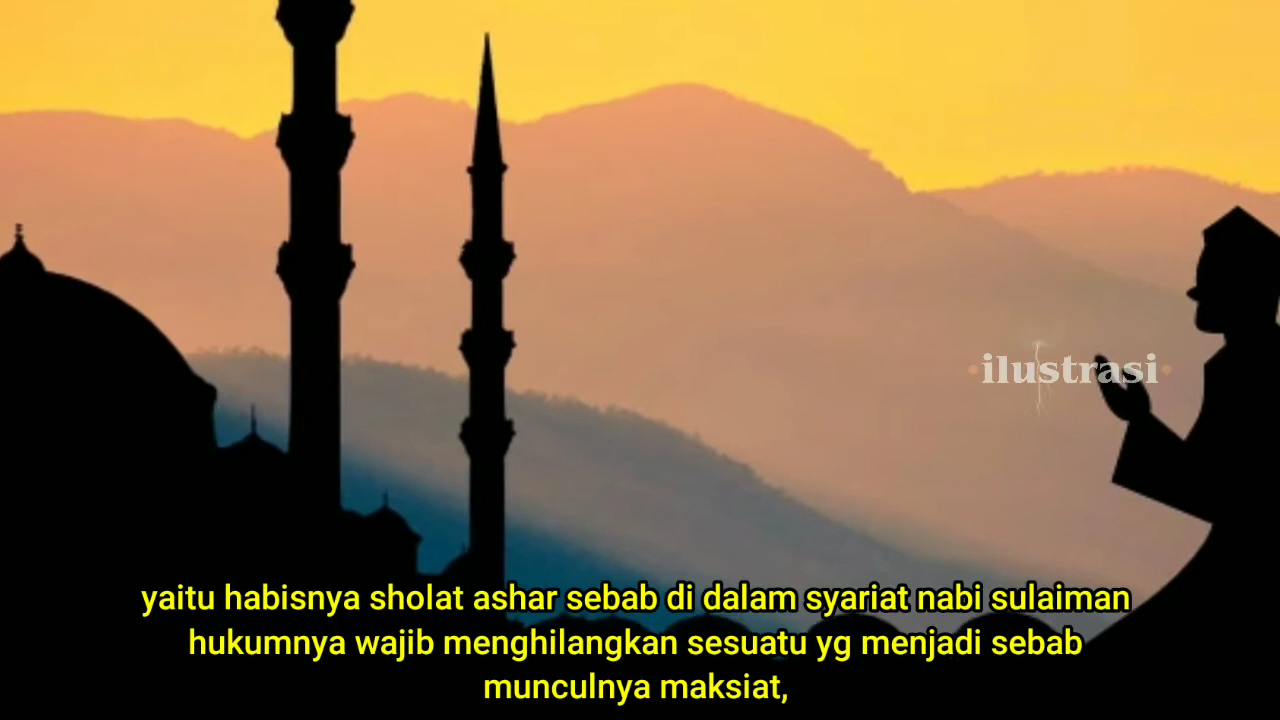 ilustrasi
yaitu habisnya sholat ashar sebab di dalam syariat nabi sulaiman
hukumnya wajib menghilangkan sesuatu yg menjadi sebab
munculnya maksiat,